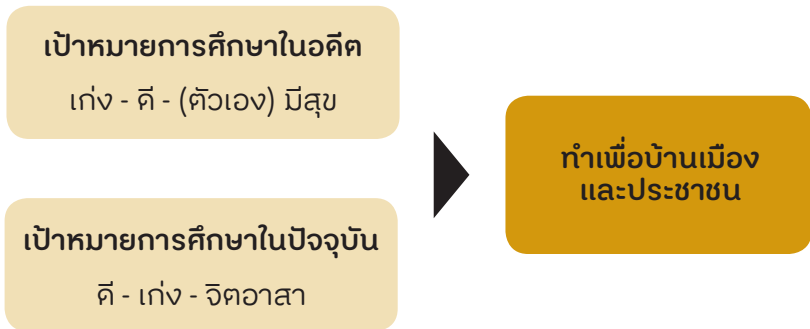 เป้าหมายการศึกษาในอดีต
เก่ง - ดี - (ตัวเอง) มีสุข
ทำเพื่อบ้านเมือง
และประชาชน
เป้าหมายการศึกษาในปัจจุบัน
ดี - เก่ง - จิตอาสา